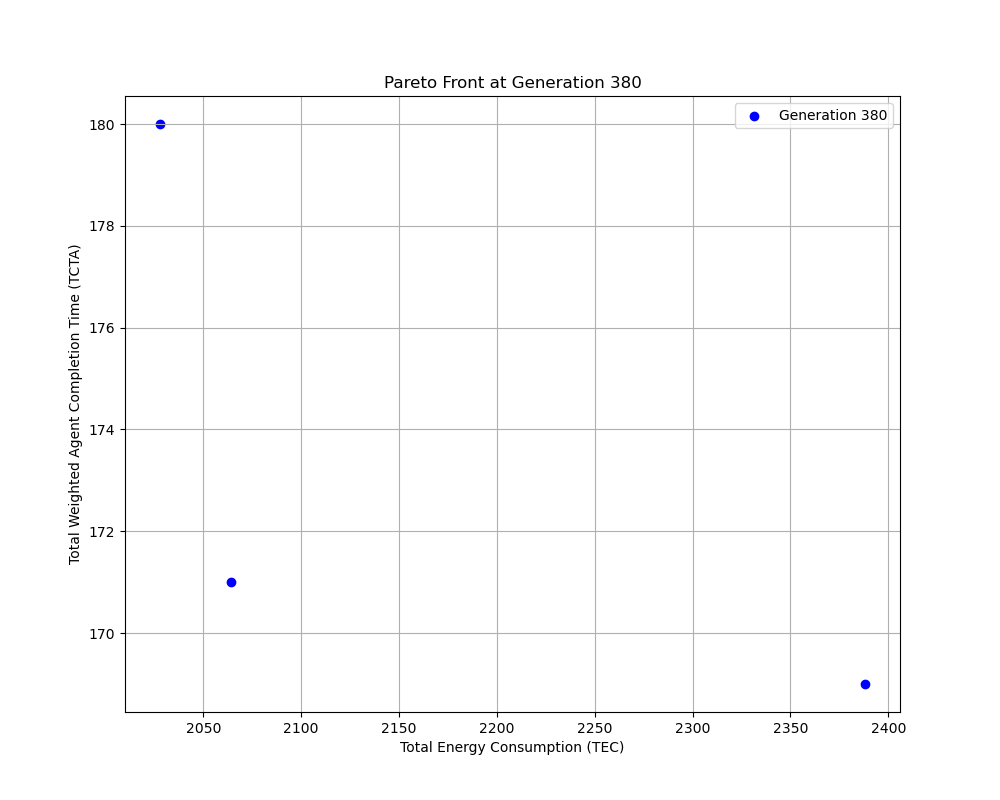 Pareto Front at Generation 380
Generation 380
Total Weighted Agent Completion Time (TCTA)
180
178
176
174
172
170
2050 2100 2150 2200 2250 2300 2350 2400
Total Energy Consumption (TEC)